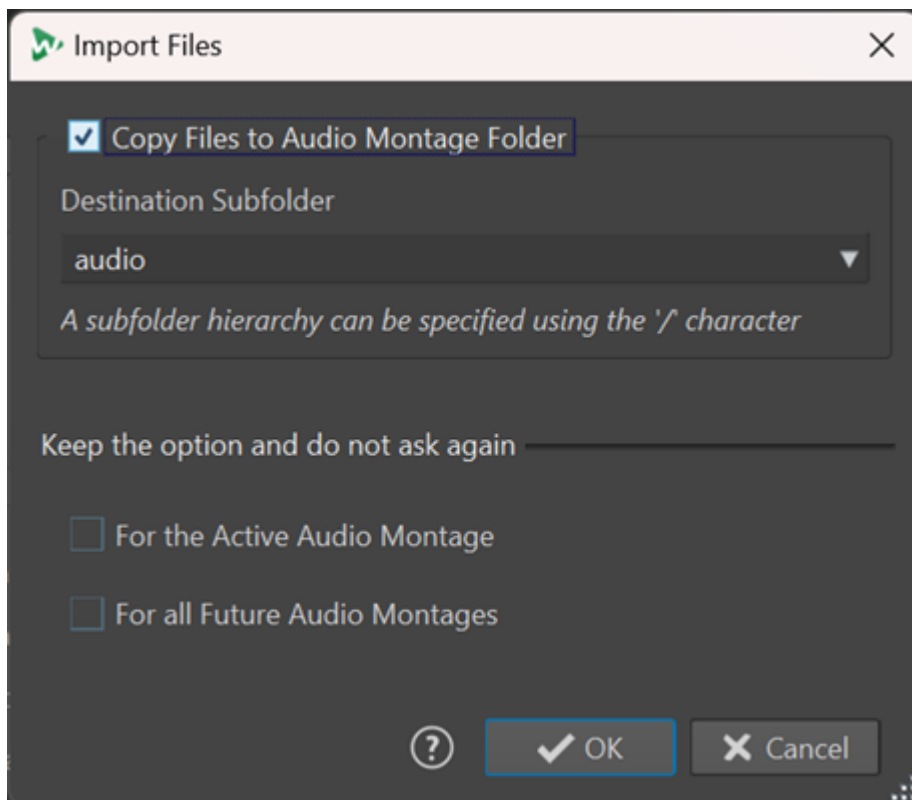 Import Files
Copy Files to Audio Montage Folder
Destination Subfolder
audio
A subfolder hierarchy can be specified using the '/' character
Keep the option and do not ask again
For the Active Audio Montage
For all Future Audio Montages
? OK Cancel